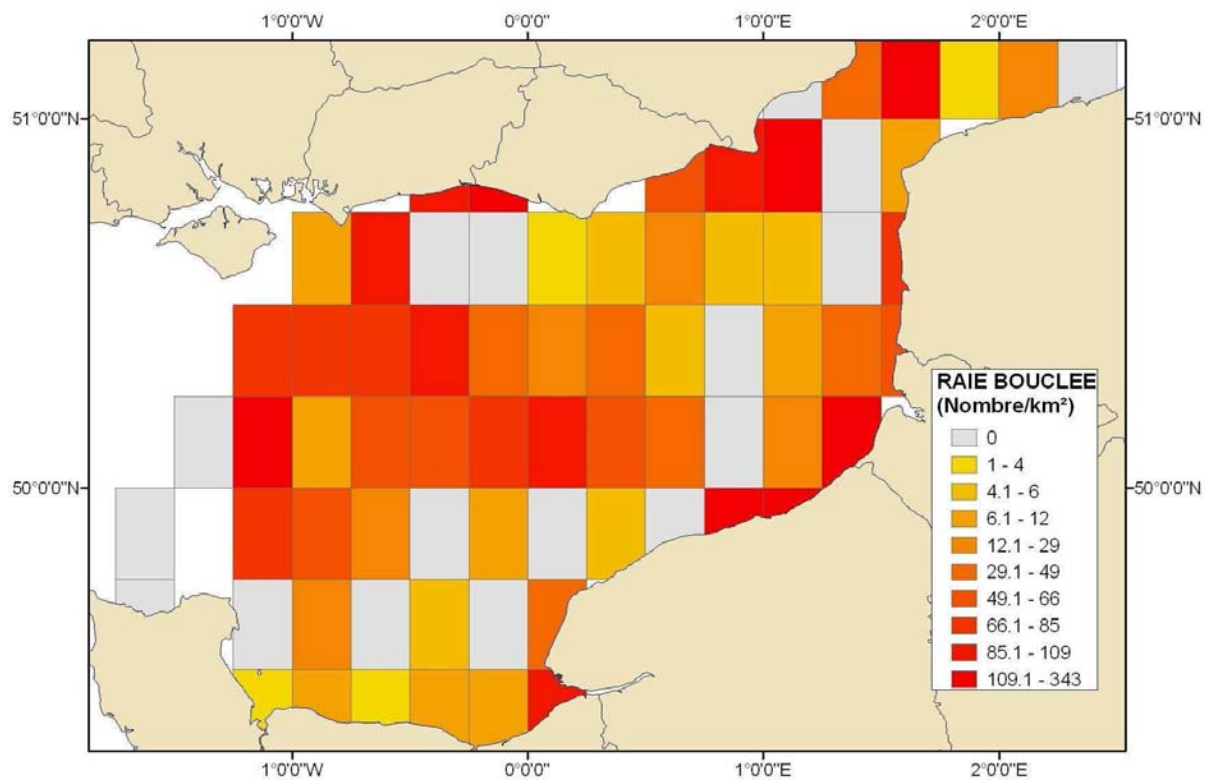 1°0'0"W 0°0'0" 1°0'0"E 2°0'0"E
51°0'0"N 51°0'0"N
RAIE BOUCLEE
(Nombre/km²)
0
1 - 4
4.1 - 6
6.1 - 12
12.1 - 29
29.1 - 49
49.1 - 66
66.1 - 85
85.1 - 109
109.1 - 343
50°0'0"N 50°0'0"N
1°0'0"W 0°0'0" 1°0'0"E 2°0'0"E